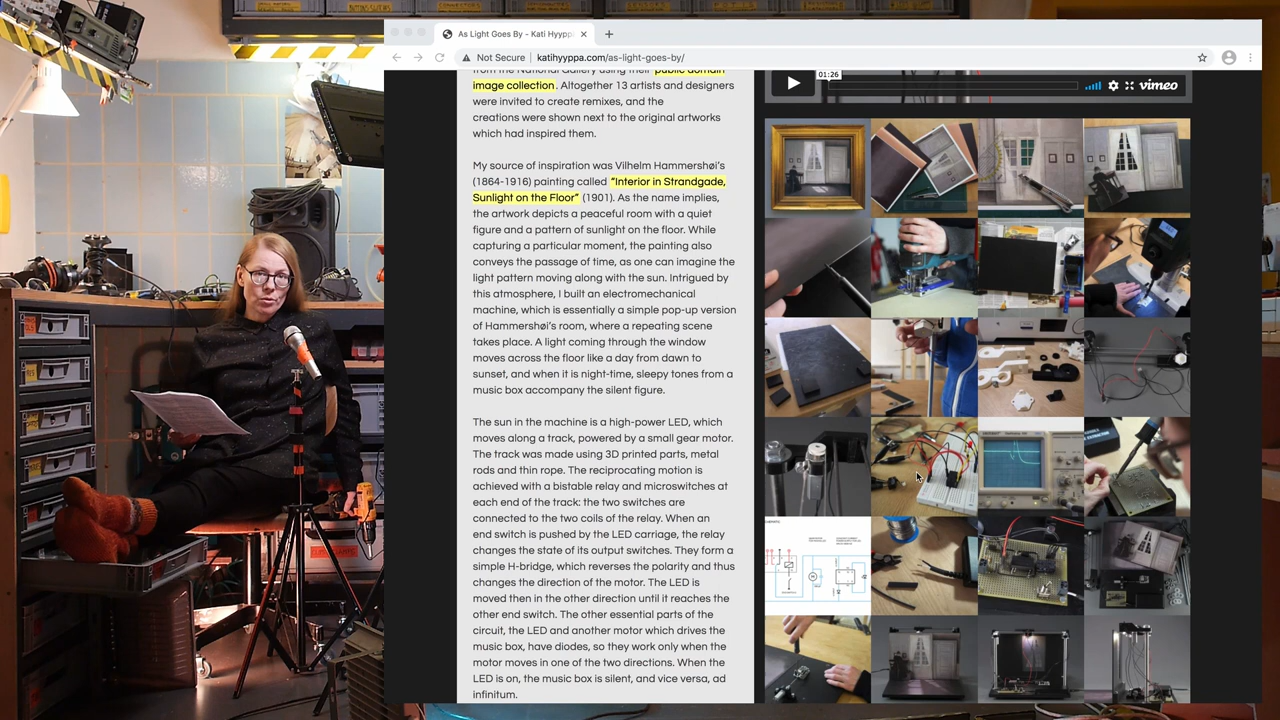 As Light Goes By - Kati Hyypp
Not Secure
katihyyppa.com/as-light-goes-by/
from the National Gallery using their public domain
image collection. Altogether 13 artists and designers
were invited to create remixes, and the
creations were shown next to the original artworks
which had inspired them.
My source of inspiration was Vilhelm Hammershøi's
(1864-1916) painting called "Interior in Strandgade,
Sunlight on the Floor" (1901). As the name implies,
the artwork depicts a peaceful room with a quiet
figure and a pattern of sunlight on the floor. While
capturing a particular moment, the painting also
conveys the passage of time, as one can imagine the
light pattern moving along with the sun. Intrigued by
this atmosphere, I built an electromechanical
machine, which is essentially a simple pop-up version
of Hammershøi's room, where a repeating scene
takes place. A light coming through the window
moves across the floor like a day from dawn to
sunset, and when it is night-time, sleepy tones from a
music box accompany the silent figure.
The sun in the machine is a high-power LED, which
moves along a track, powered by a small gear motor.
The track was made using 3D printed parts, metal
rods and thin rope. The reciprocating motion is
achieved with a bistable relay and microswitches at
each end of the track: the two switches are
connected to the two coils of the relay. When an
end switch is pushed by the LED carriage, the relay
changes the state of its output switches. They form a
simple H-bridge, which reverses the polarity and thus
changes the direction of the motor. The LED is
moved then in the other direction until it reaches the
other end switch. The other essential parts of the
circuit, the LED and another motor which drives the
music box, have diodes, so they work only when the
motor moves in one of the two directions. When the
LED is on, the music box is silent, and vice versa, ad
infinitum.
01:26
vimeo